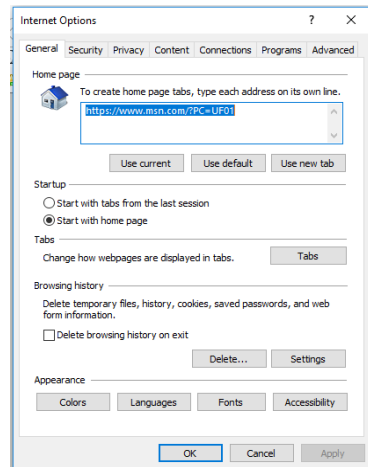 Internet Options ? X
General Security Privacy Content Connections Programs Advanced
Home page
To create home page tabs, type each address on its own line.
https://www.msn.com/?PC=UF01
Use current Use default Use new tab
Startup
Start with tabs from the last session
Start with home page
Tabs
Change how webpages are displayed in tabs. Tabs
Browsing history
Delete temporary files, history, cookies, saved passwords, and web
form information.
Delete browsing history on exit
Delete... Settings
Appearance
Colors Languages Fonts Accessibility
OK Cancel Apply